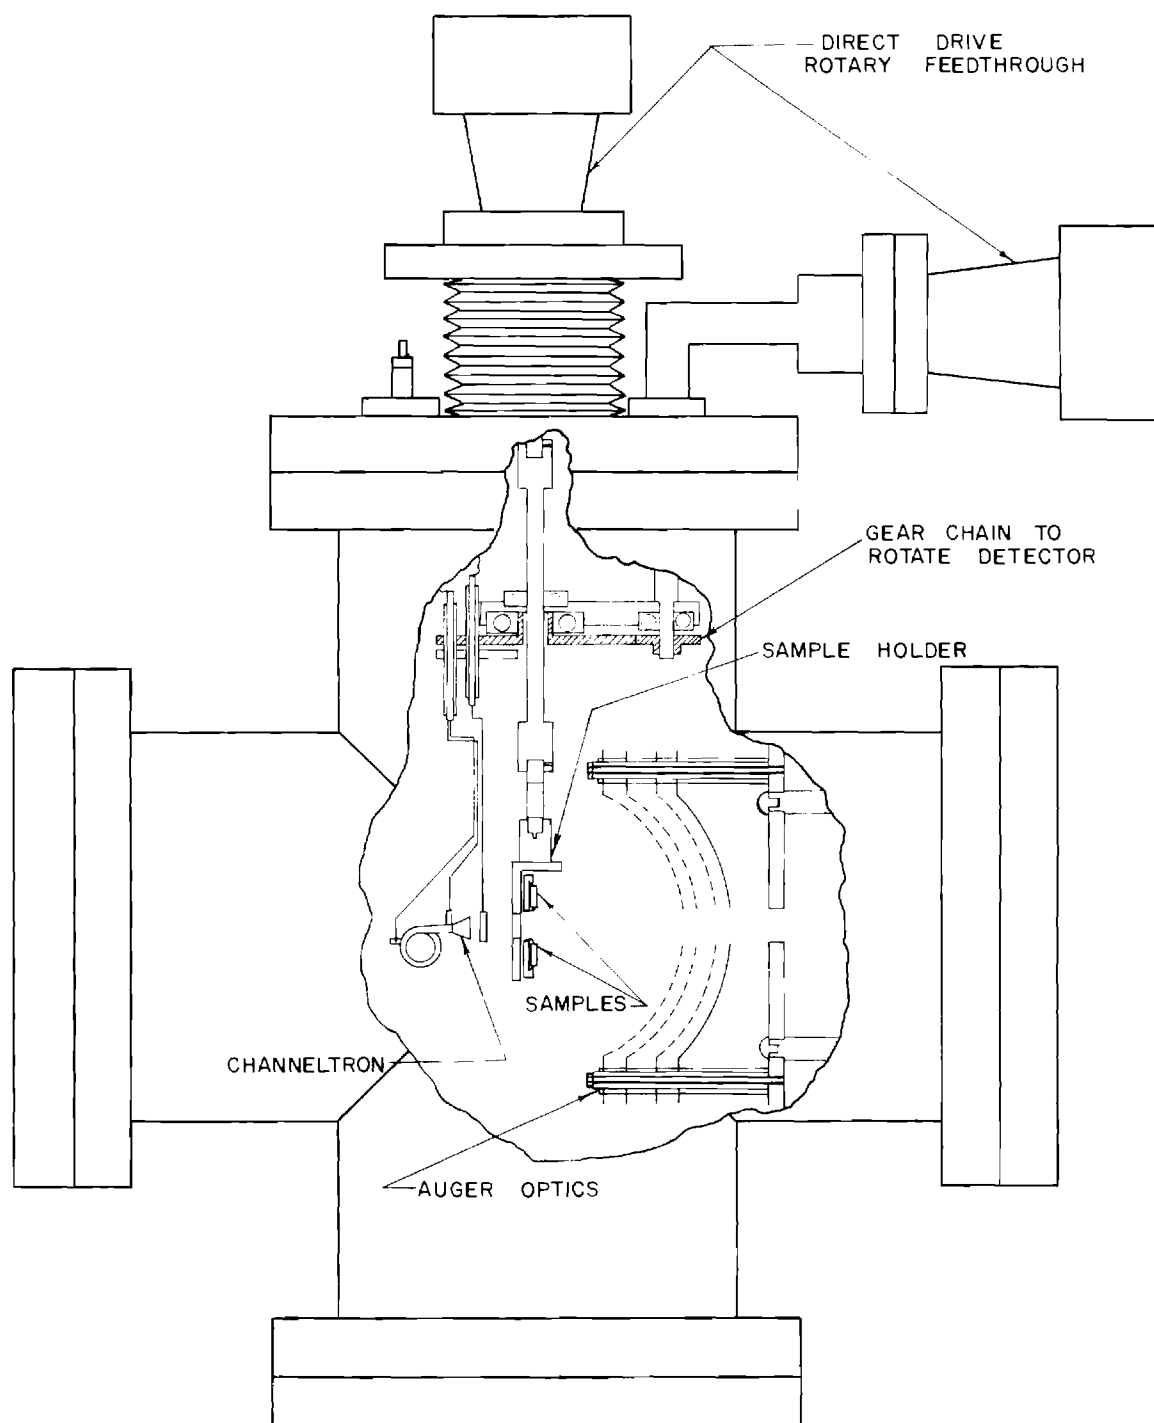 DIRECT DRIVE
ROTARY FEEDTHROUGH
GEAR CHAIN TO
ROTATE DETECTOR
SAMPLE HOLDER
SAMPLES
CHANNELTRON
AUGER OPTICS